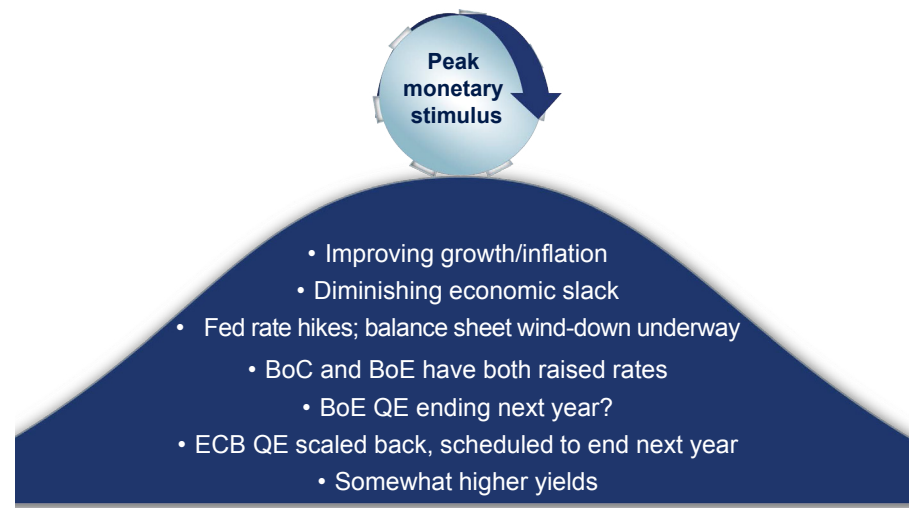 Peak
monetary
stimulus
• Improving growth/inflation
• Diminishing economic slack
• Fed rate hikes; balance sheet wind-down underway
• BoC and BoE have both raised rates
• BoE QE ending next year?
• ECB QE scaled back, scheduled to end next year
• Somewhat higher yields